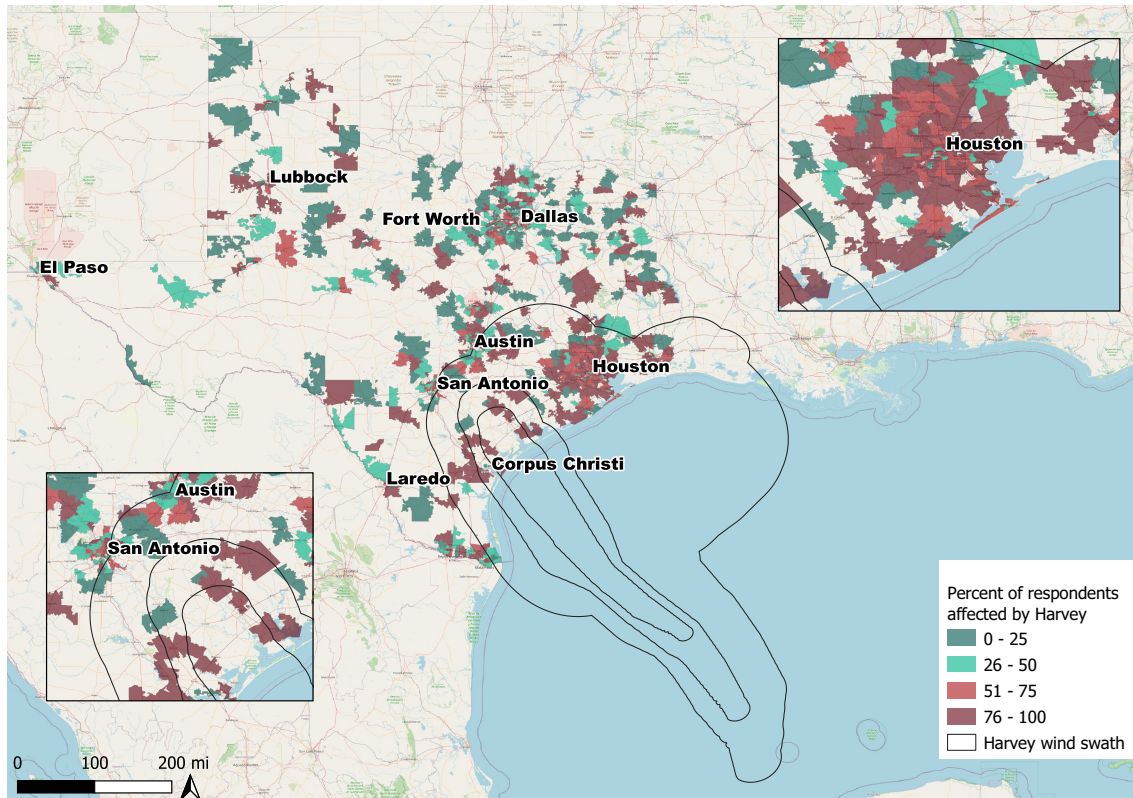 Houston
Lubbock
Fort Worth
Dallas
El Paso
Austin
Houston
San Antonio
Corpus Christi
Laredo
Austin
San Antonio
Percent of respondents
affected by Harvey
0 - 25
26 - 50
51 - 75
76 - 100
Harvey wind swath
0 100 200 mi